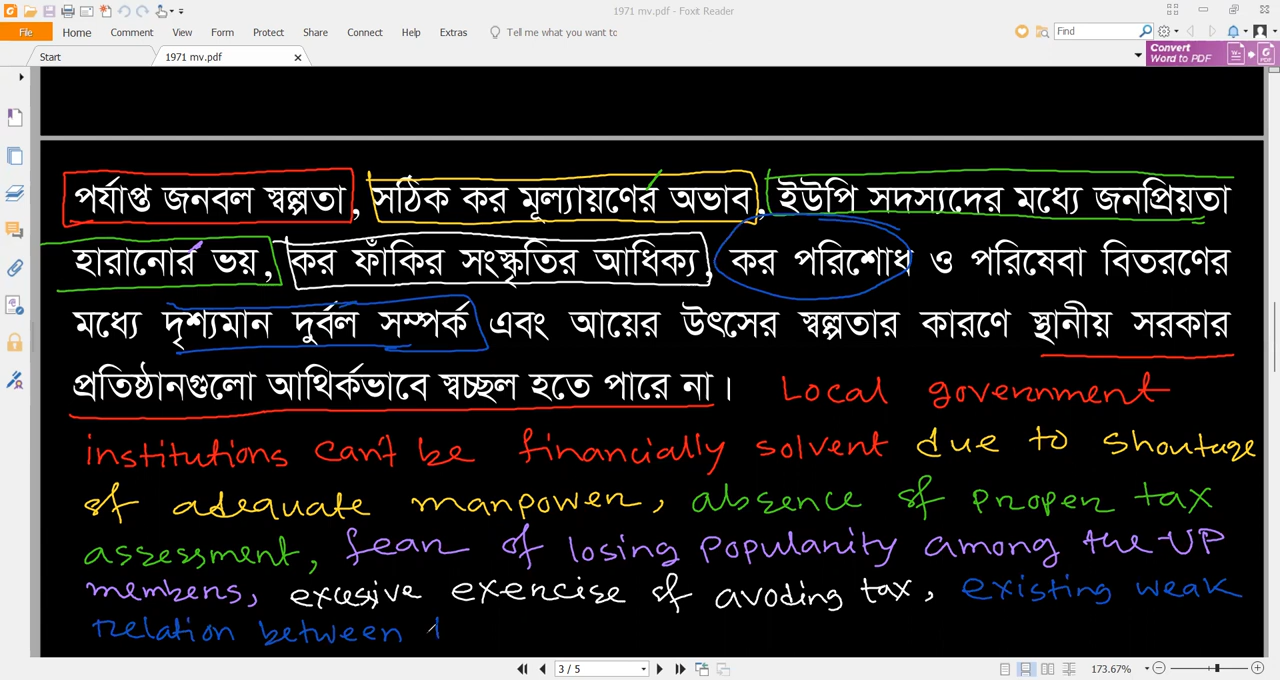 1971 mv.pdf - Foxit Reader
File Home Comment View Form Protect Share Connect Help Extras Tell me what you want to Find
Start 1971 mv.pdf Convert Word to PDF
পর্যাপ্ত জনবল স্বল্পতা, সঠিক কর মূল্যায়ণের অভাব, ইউপি সদস্যদের মধ্যে জনপ্রিয়তা
হারানোর ভয়, কর ফাঁকির সংস্কৃতির আধিক্য, কর পরিশোধ ও পরিষেবা বিতরণের
মধ্যে দৃশ্যমান দুর্বল সম্পর্ক এবং আয়ের উৎসের স্বল্পতার কারণে স্থানীয় সরকার
প্রতিষ্ঠানগুলো আর্থিকভাবে স্বচ্ছল হতে পারে না। Local government
institutions can't be financially solvent due to shoutage
of adequate manpower, absence of proper tax
assessment, fear of losing popularity among the UP
members, excesive exercise of avoding tax, existing weak
relation between
3 / 5 173.67%